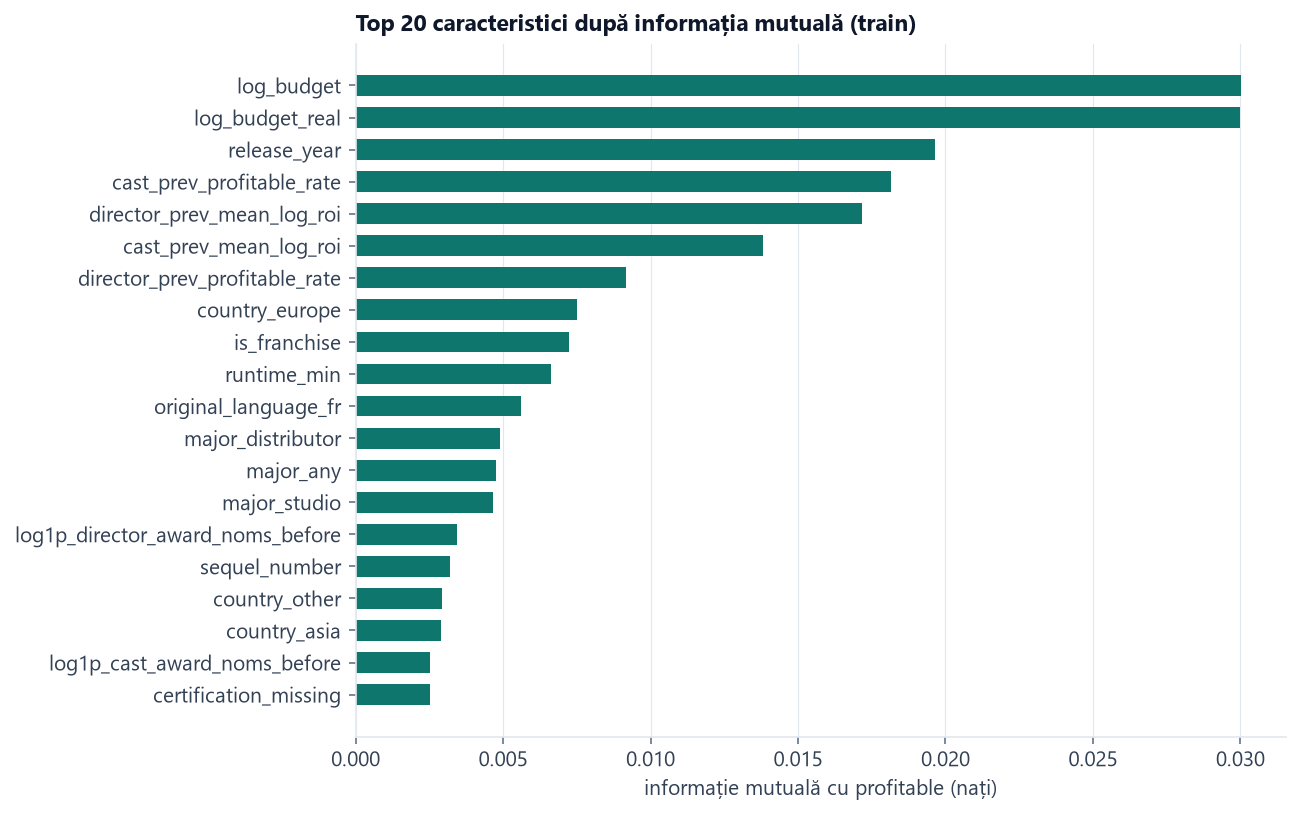 Top 20 caracteristici după informația mutuală (train)
log_budget
log_budget_real
release_year
cast_prev_profitable_rate
director_prev_mean_log_roi
cast_prev_mean_log_roi
director_prev_profitable_rate
country_europe
is_franchise
runtime_min
original_language_fr
major_distributor
major_any
major_studio
log1p_director_award_noms_before
sequel_number
country_other
country_asia
log1p_cast_award_noms_before
certification_missing
0.000 0.005 0.010 0.015 0.020 0.025 0.030
informație mutuală cu profitable (nați)